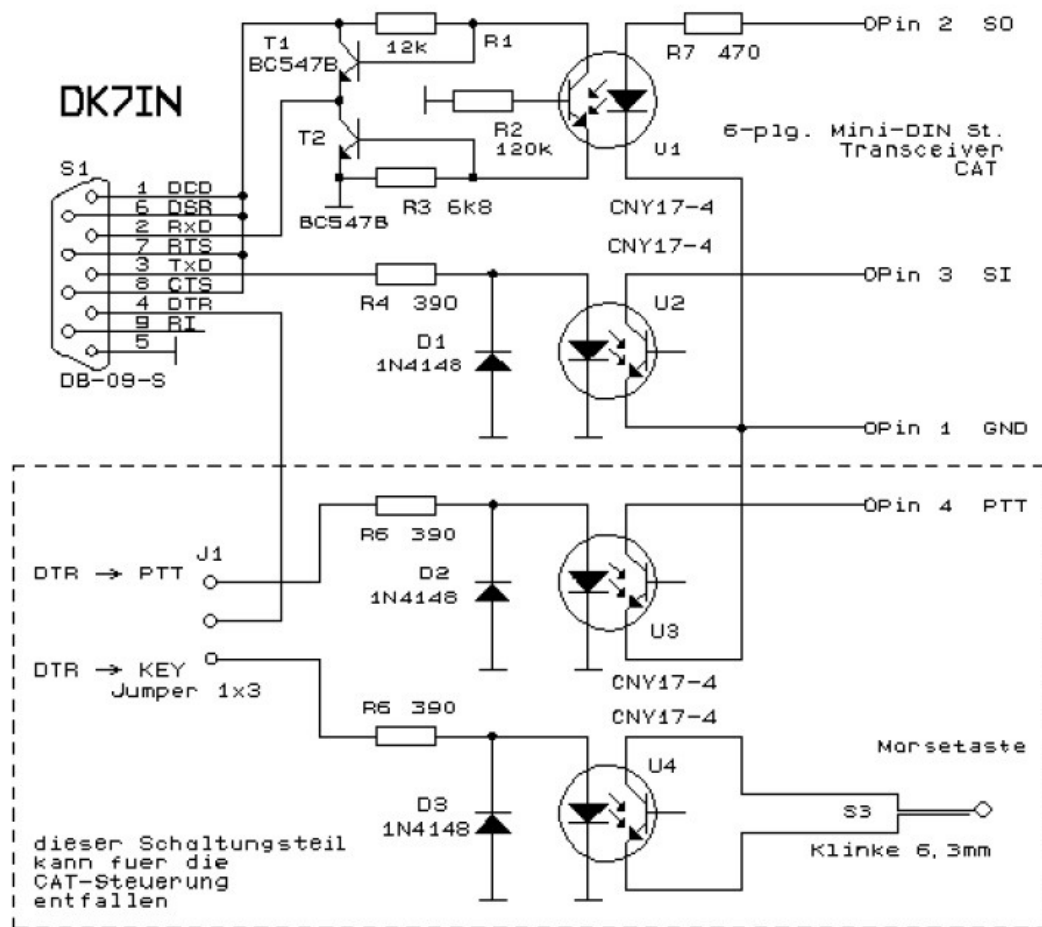 DK7IN
T1
BC547B
12k
R1
R7 470
Pin 2 SO
T2
R2
120k
U1
6-plg. Mini-DIN St.
Transceiver
CAT
S1
1 DCD
6 DSR
2 RxD
7 RTS
3 TxD
8 CTS
4 DTR
9 RI
5
DB-09-S
BC547B
R3 6k8
CNY17-4
CNY17-4
R4 390
U2
Pin 3 SI
D1
1N4148
Pin 1 GND
R6 390
Pin 4 PTT
J1
DTR → PTT
D2
1N4148
U3
DTR → KEY
Jumper 1x3
CNY17-4
R6 390
CNY17-4
U4
Morsetaste
D3
1N4148
S3
Klinke 6,3mm
dieser Schaltungsteil
kann fuer die
CAT-Steuerung
entfallen